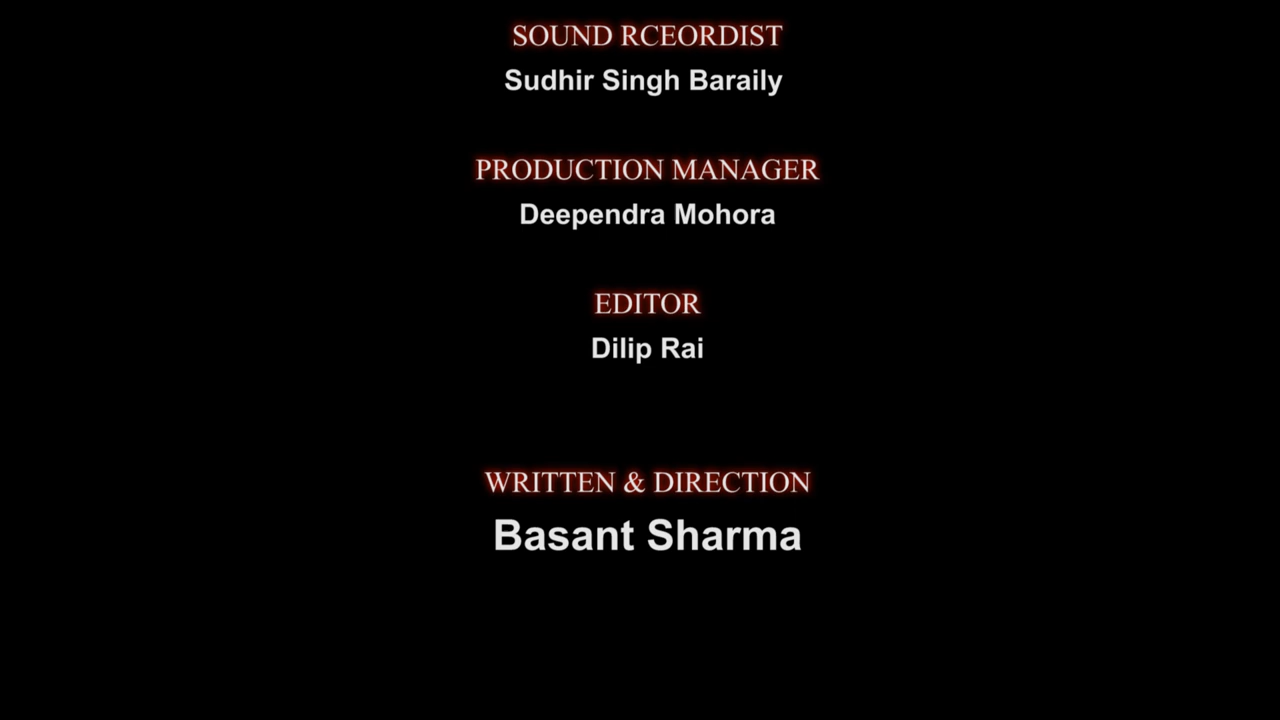 SOUND RCEORDIST
Sudhir Singh Baraily
PRODUCTION MANAGER
Deependra Mohora
EDITOR
Dilip Rai
WRITTEN & DIRECTION
Basant Sharma